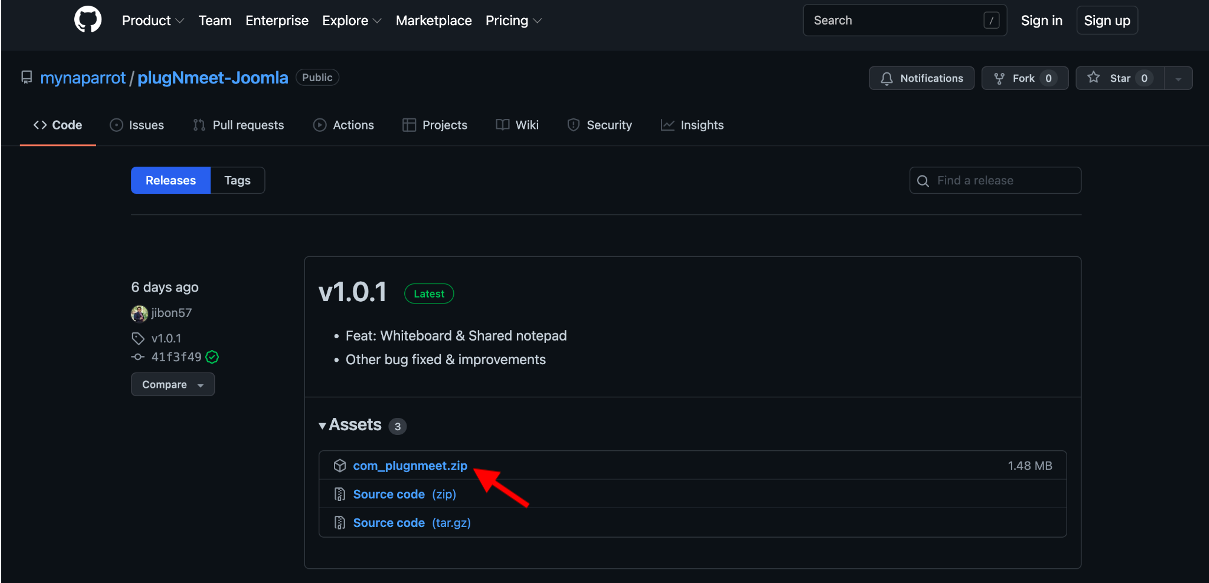 Product Team Enterprise Explore Marketplace Pricing Search / Sign in Sign up
mynaparrot / plugNmeet-Joomla Public Notifications Fork 0 Star 0
<> Code Issues Pull requests Actions Projects Wiki Security Insights
Releases Tags Find a release
6 days ago
jibon57
v1.0.1
41f3f49
Compare
v1.0.1 Latest
• Feat: Whiteboard & Shared notepad
• Other bug fixed & improvements
Assets 3
com_plugnmeet.zip 1.48 MB
Source code (zip)
Source code (tar.gz)